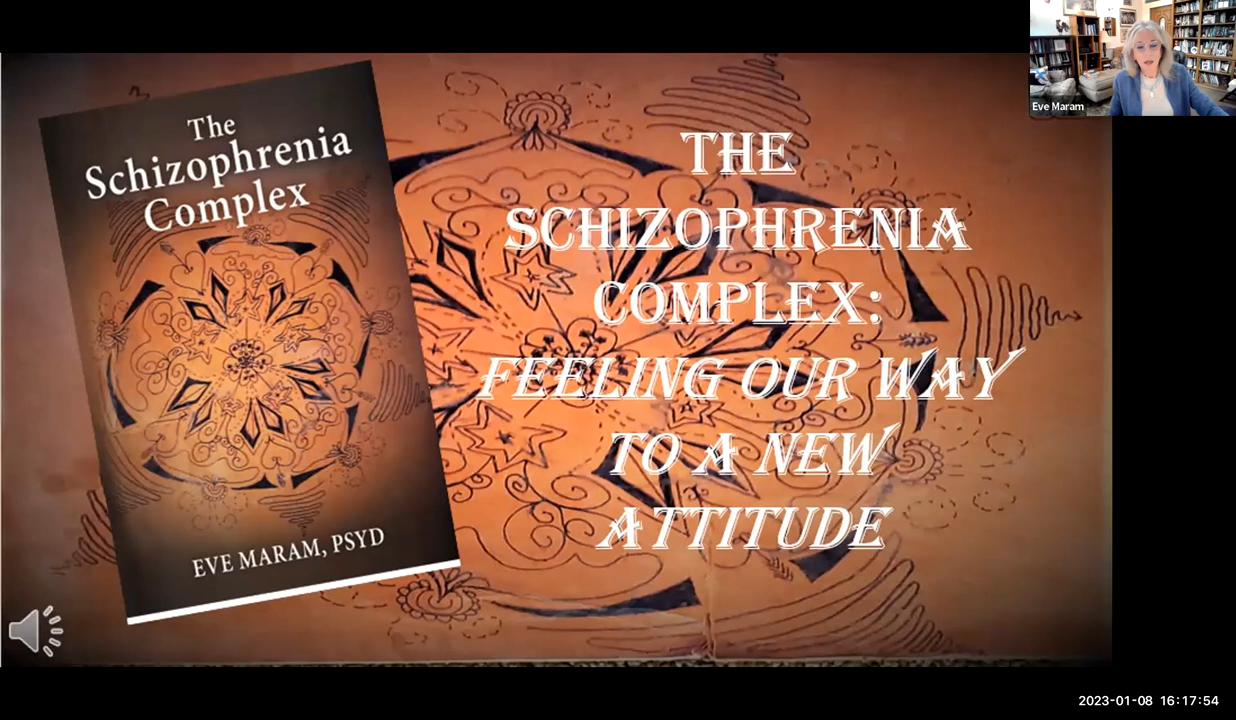 The
Schizophrenia
Complex
EVE MARAM, PSYD
THE
SCHIZOPHRENIA
COMPLEX:
FEELING OUR WAY
TO A NEW
ATTITUDE
Eve Maram
2023-01-08 16:17:54